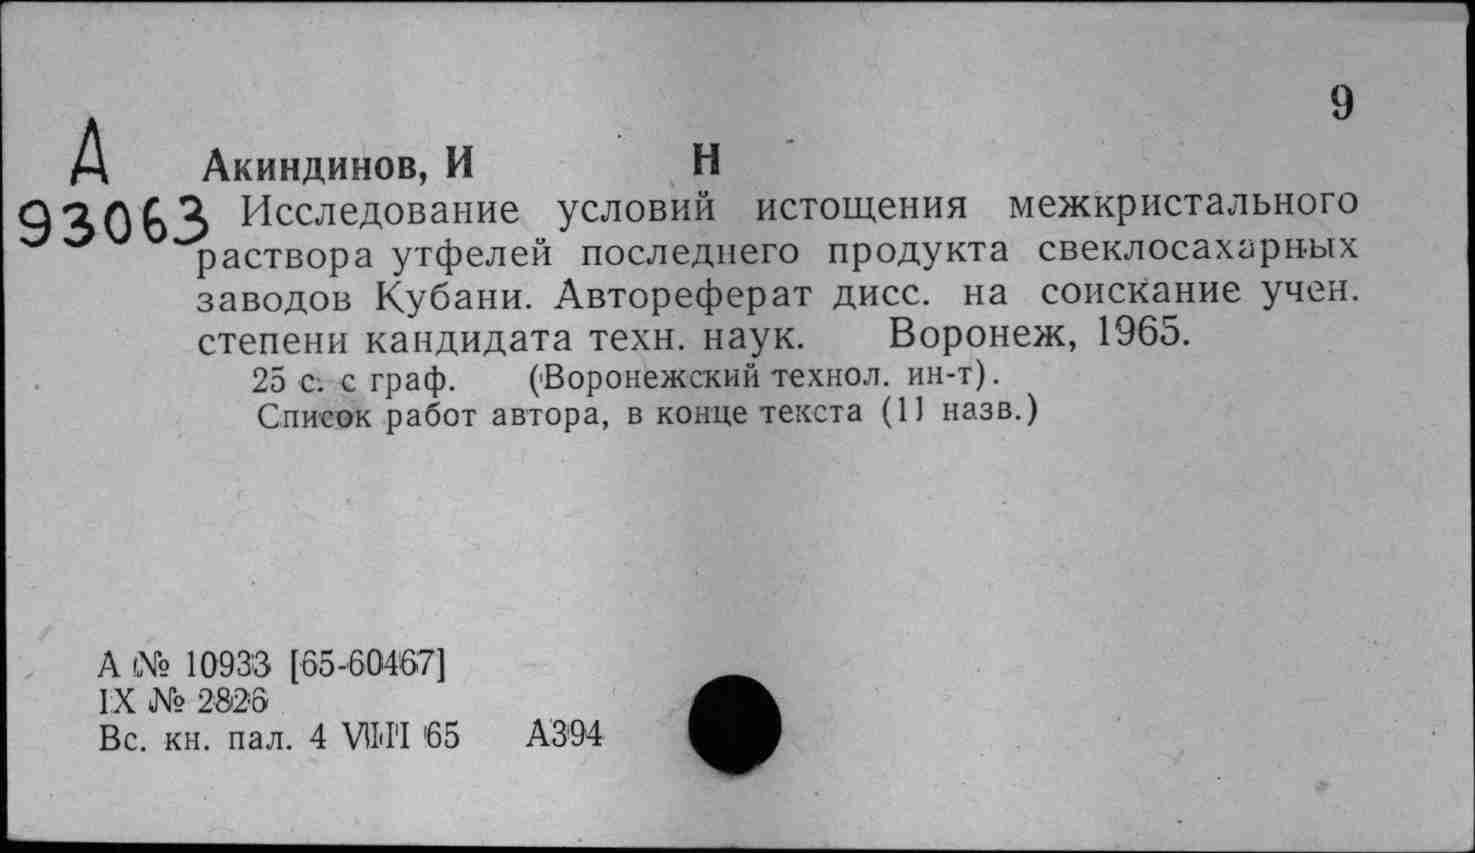 9
Д
93063
Акиндинов, И Н
Исследование условий истощения межкристального
раствора утфелей последнего продукта свеклосахарных
заводов Кубани. Автореферат дисс. на соискание учен.
степени кандидата техн. наук. Воронеж, 1965.
25 с. с граф. (Воронежский технол. ин-т).
Список работ автора, в конце текста (11 назв.)
А № 10933 [65-60467]
IX № 2826
Вс. кн. пал. 4 VIII 65 А394